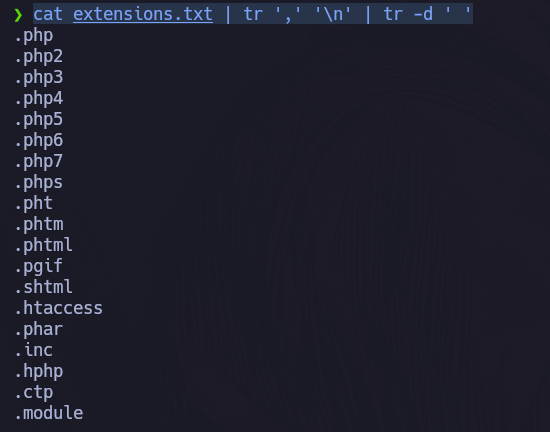 ❯ cat extensions.txt | tr ',' '\n' | tr -d ' '
.php
.php2
.php3
.php4
.php5
.php6
.php7
.phps
.pht
.phtm
.phtml
.pgif
.shtml
.htaccess
.phar
.inc
.hphp
.ctp
.module